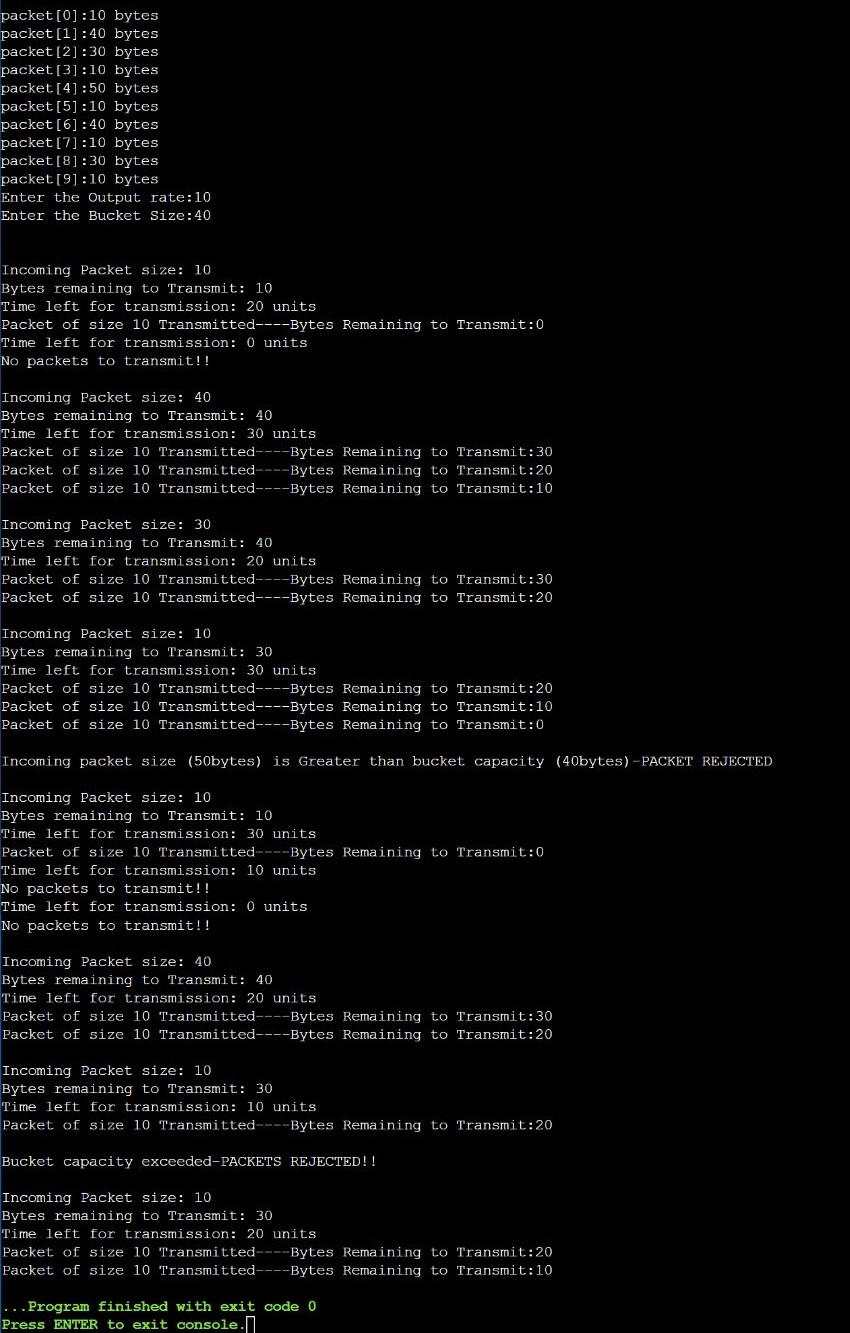 packet[0]:10 bytes
packet[1]:40 bytes
packet[2]:30 bytes
packet[3]:10 bytes
packet[4]:50 bytes
packet[5]:10 bytes
packet[6]:40 bytes
packet[7]:10 bytes
packet[8]:30 bytes
packet[9]:10 bytes
Enter the Output rate:10
Enter the Bucket Size:40
Incoming Packet size: 10
Bytes remaining to Transmit: 10
Time left for transmission: 20 units
Packet of size 10 Transmitted----Bytes Remaining to Transmit:0
Time left for transmission: 0 units
No packets to transmit!!
Incoming Packet size: 40
Bytes remaining to Transmit: 40
Time left for transmission: 30 units
Packet of size 10 Transmitted----Bytes Remaining to Transmit:30
Packet of size 10 Transmitted----Bytes Remaining to Transmit:20
Packet of size 10 Transmitted----Bytes Remaining to Transmit:10
Incoming Packet size: 30
Bytes remaining to Transmit: 40
Time left for transmission: 20 units
Packet of size 10 Transmitted----Bytes Remaining to Transmit:30
Packet of size 10 Transmitted----Bytes Remaining to Transmit:20
Incoming Packet size: 10
Bytes remaining to Transmit: 30
Time left for transmission: 30 units
Packet of size 10 Transmitted----Bytes Remaining to Transmit:20
Packet of size 10 Transmitted----Bytes Remaining to Transmit:10
Packet of size 10 Transmitted----Bytes Remaining to Transmit:0
Incoming packet size (50bytes) is Greater than bucket capacity (40bytes)-PACKET REJECTED
Incoming Packet size: 10
Bytes remaining to Transmit: 10
Time left for transmission: 30 units
Packet of size 10 Transmitted----Bytes Remaining to Transmit:0
Time left for transmission: 10 units
No packets to transmit!!
Time left for transmission: 0 units
No packets to transmit!!
Incoming Packet size: 40
Bytes remaining to Transmit: 40
Time left for transmission: 20 units
Packet of size 10 Transmitted----Bytes Remaining to Transmit:30
Packet of size 10 Transmitted----Bytes Remaining to Transmit:20
Incoming Packet size: 10
Bytes remaining to Transmit: 30
Time left for transmission: 10 units
Packet of size 10 Transmitted----Bytes Remaining to Transmit:20
Bucket capacity exceeded-PACKETS REJECTED!!
Incoming Packet size: 10
Bytes remaining to Transmit: 30
Time left for transmission: 20 units
Packet of size 10 Transmitted----Bytes Remaining to Transmit:20
Packet of size 10 Transmitted----Bytes Remaining to Transmit:10
...Program finished with exit code 0
Press ENTER to exit console.